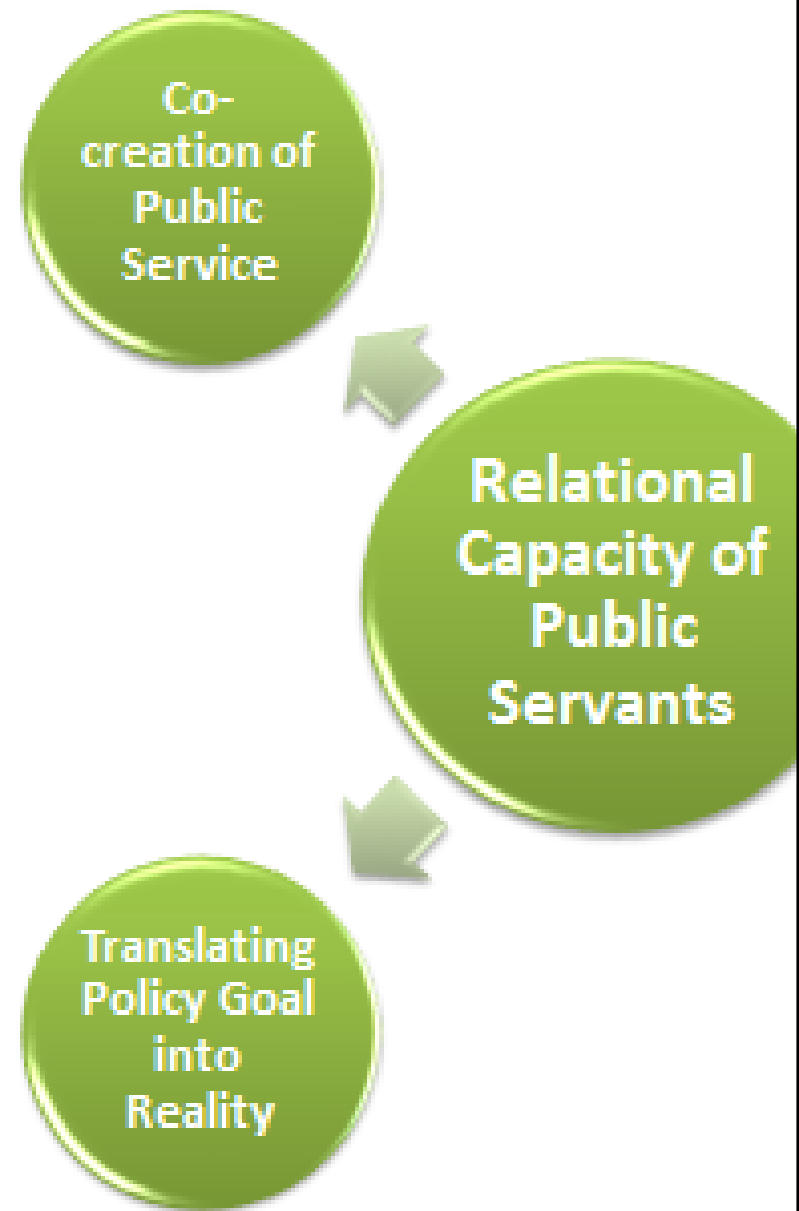 Co-
creation of
Public
Service
Relational
Capacity of
Public
Servants
Translating
Policy Goal
into
Reality